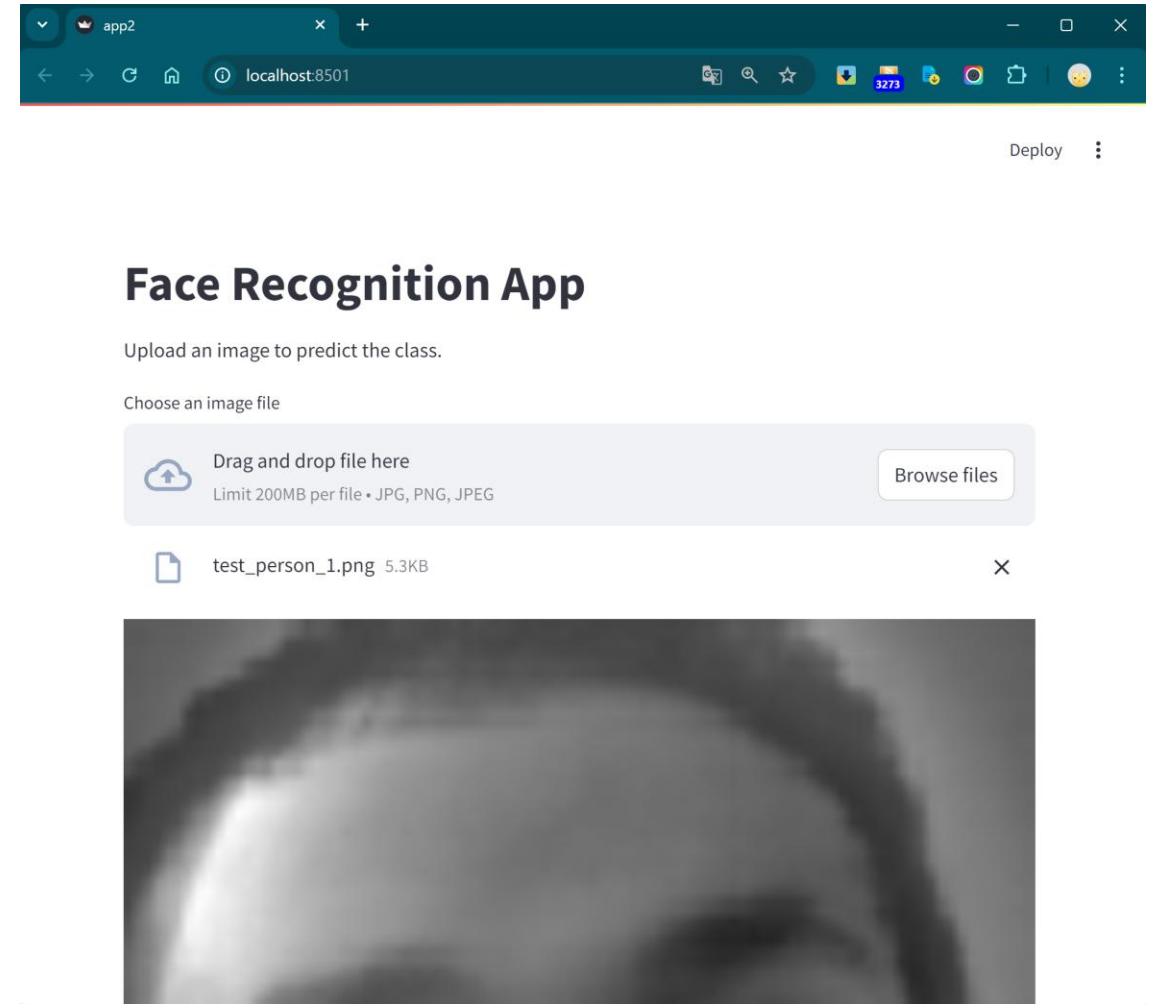 app2
localhost:8501
3273
Deploy
Face Recognition App
Upload an image to predict the class.
Choose an image file
Drag and drop file here
Browse files
Limit 200MB per file • JPG, PNG, JPEG
test_person_1.png 5.3KB